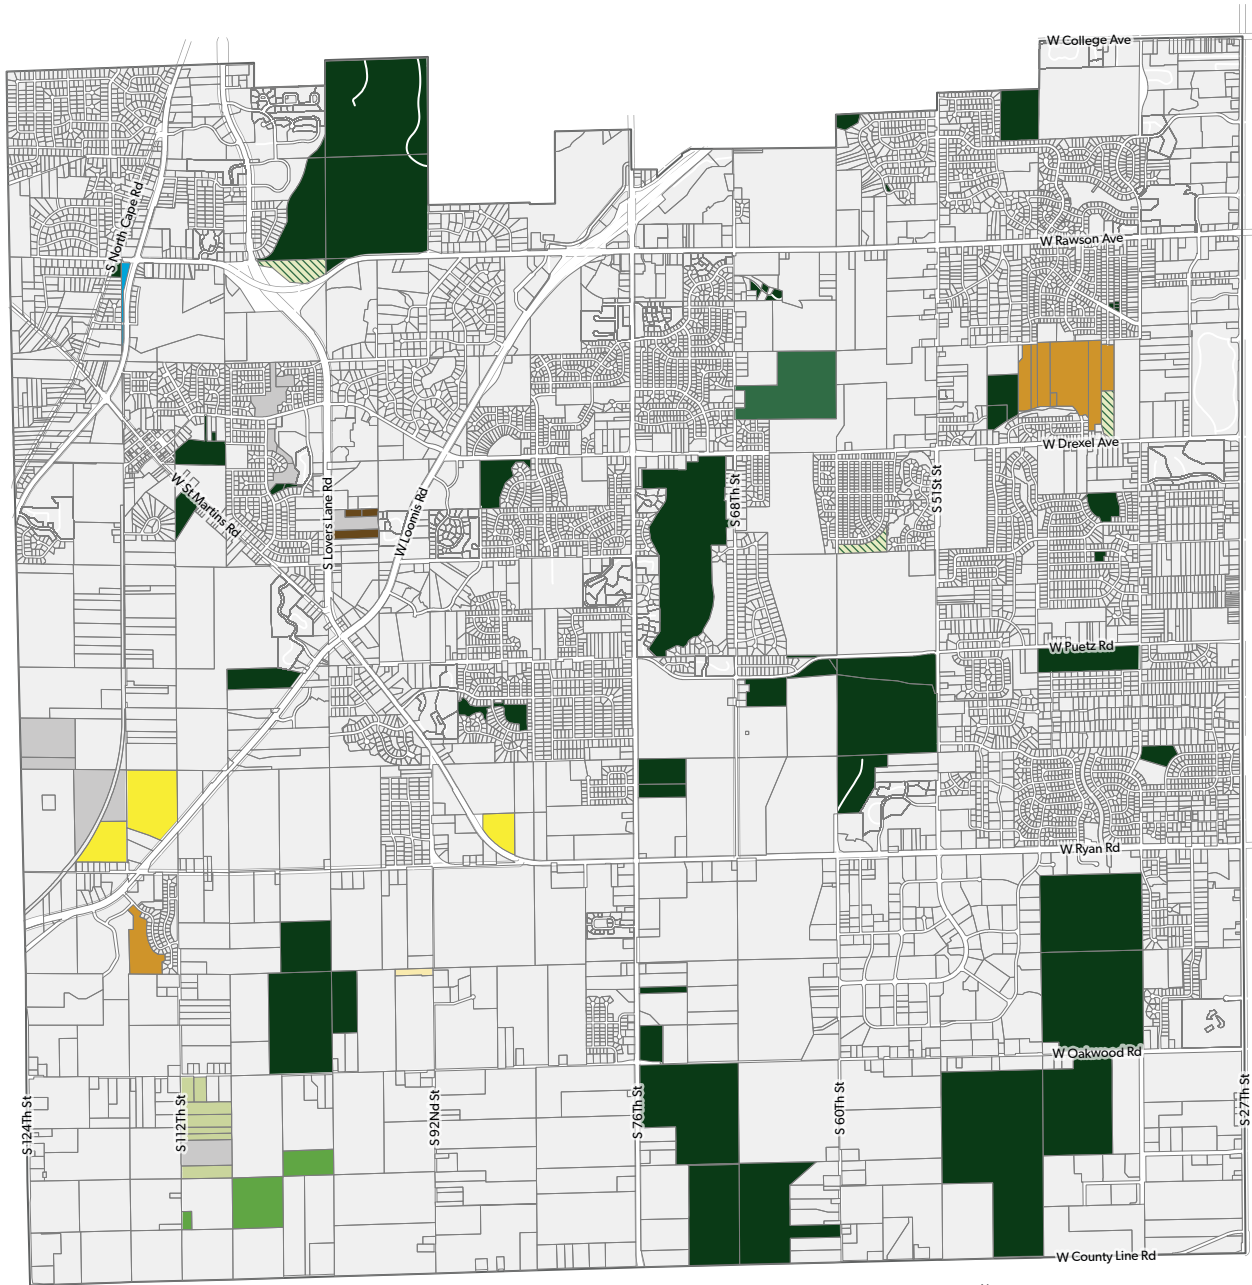 W College Ave
S North Cape Rd
W Rawson Ave
W Drexel Ave
W St Martins Rd
S Lovers Lane Rd
W Loomis Rd
S 68Th St
S 51St St
W Puetz Rd
W Ryan Rd
W Oakwood Rd
S 124Th St
S 112Th St
S 92Nd St
S 76Th St
S 60Th St
S 27Th St
W County Line Rd